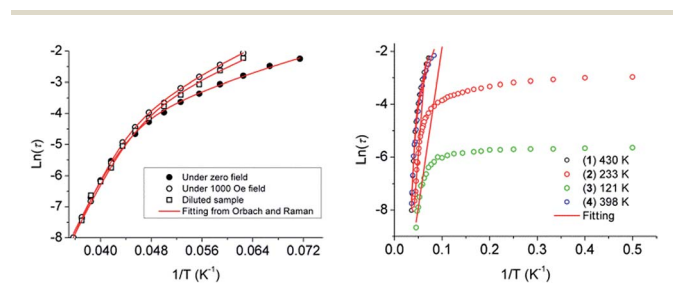 -2
-3
-4
-5
-6
-7
-8
Ln(τ)
0.040 0.048 0.056 0.064 0.072
1/T (K⁻¹)
Under zero field
Under 1000 Oe field
Diluted sample
Fitting from Orbach and Raman
-2
-4
-6
-8
Ln(τ)
0.0 0.1 0.2 0.3 0.4 0.5
1/T (K⁻¹)
(1) 430 K
(2) 233 K
(3) 121 K
(4) 398 K
Fitting